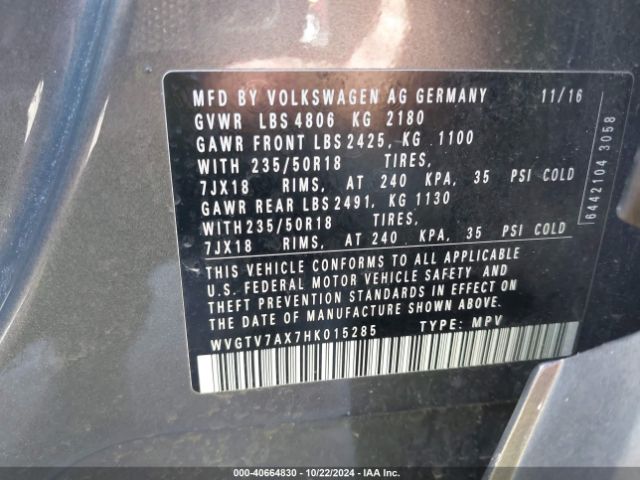 MFD BY VOLKSWAGEN AG GERMANY 11/16
GVWR LBS 4806 KG 2180
GAWR FRONT LBS 2425, KG 1100
WITH 235/50R18 TIRES,
7JX18 RIMS, AT 240 KPA, 35 PSI COLD
GAWR REAR LBS 2491, KG 1130
WITH 235/50R18 TIRES,
7JX18 RIMS, AT 240 KPA, 35 PSI COLD
THIS VEHICLE CONFORMS TO ALL APPLICABLE
U.S. FEDERAL MOTOR VEHICLE SAFETY AND
THEFT PREVENTION STANDARDS IN EFFECT
ON THE DATE OF MANUFACTURE SHOWN ABOVE.
WVGTV7AX7HK015285 TYPE: MPV
6442104 3058
000-40664830 - 10/22/2024 - IAA Inc.